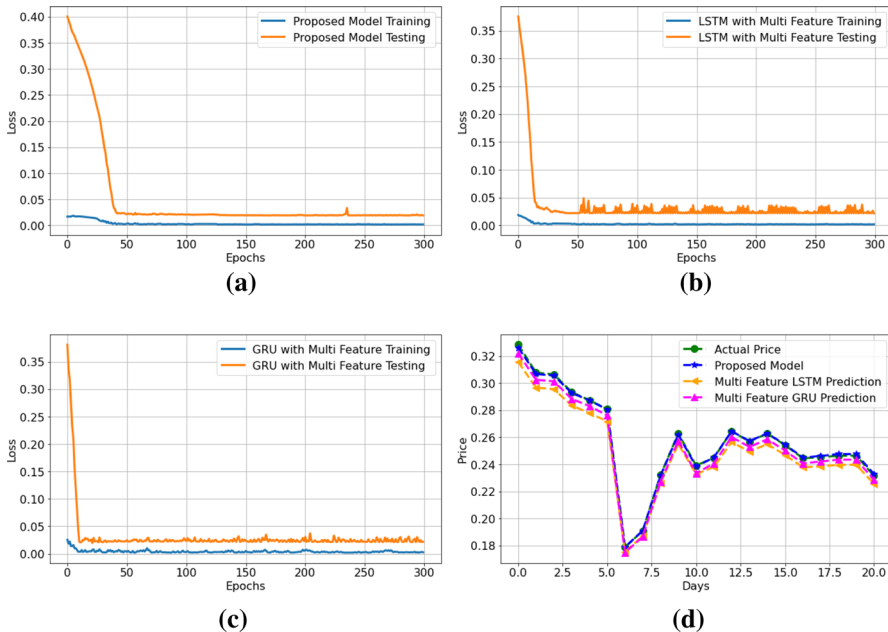 Proposed Model Training
Proposed Model Testing
0.40
0.35
0.30
0.25
0.20
0.15
0.10
0.05
0.00
Loss
0 50 100 150 200 250 300
Epochs
(a)
LSTM with Multi Feature Training
LSTM with Multi Feature Testing
0.35
0.30
0.25
0.20
0.15
0.10
0.05
0.00
Loss
0 50 100 150 200 250 300
Epochs
(b)
GRU with Multi Feature Training
GRU with Multi Feature Testing
0.35
0.30
0.25
0.20
0.15
0.10
0.05
0.00
Loss
0 50 100 150 200 250 300
Epochs
(c)
Actual Price
Proposed Model
Multi Feature LSTM Prediction
Multi Feature GRU Prediction
0.32
0.30
0.28
0.26
0.24
0.22
0.20
0.18
Price
0.0 2.5 5.0 7.5 10.0 12.5 15.0 17.5 20.0
Days
(d)